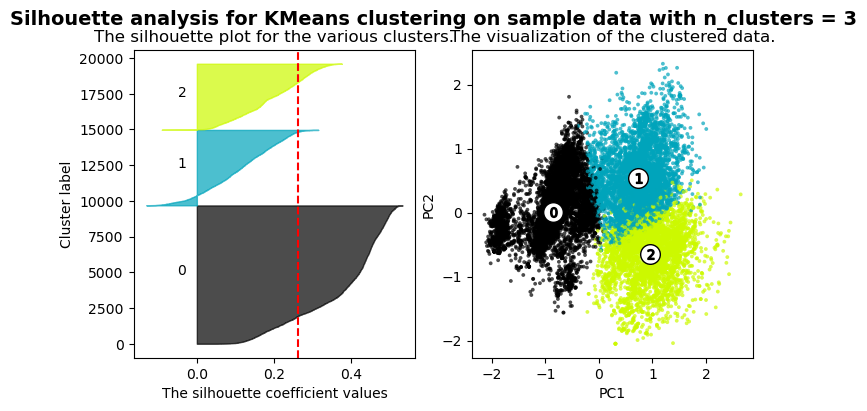 Silhouette analysis for KMeans clustering on sample data with n_clusters = 3
The silhouette plot for the various clusters.
The visualization of the clustered data.
20000
17500
15000
12500
10000
7500
5000
2500
0
Cluster label
2
1
0
0.0 0.2 0.4
The silhouette coefficient values
2
1
0
−1
−2
PC2
1
0
2
−2 −1 0 1 2
PC1